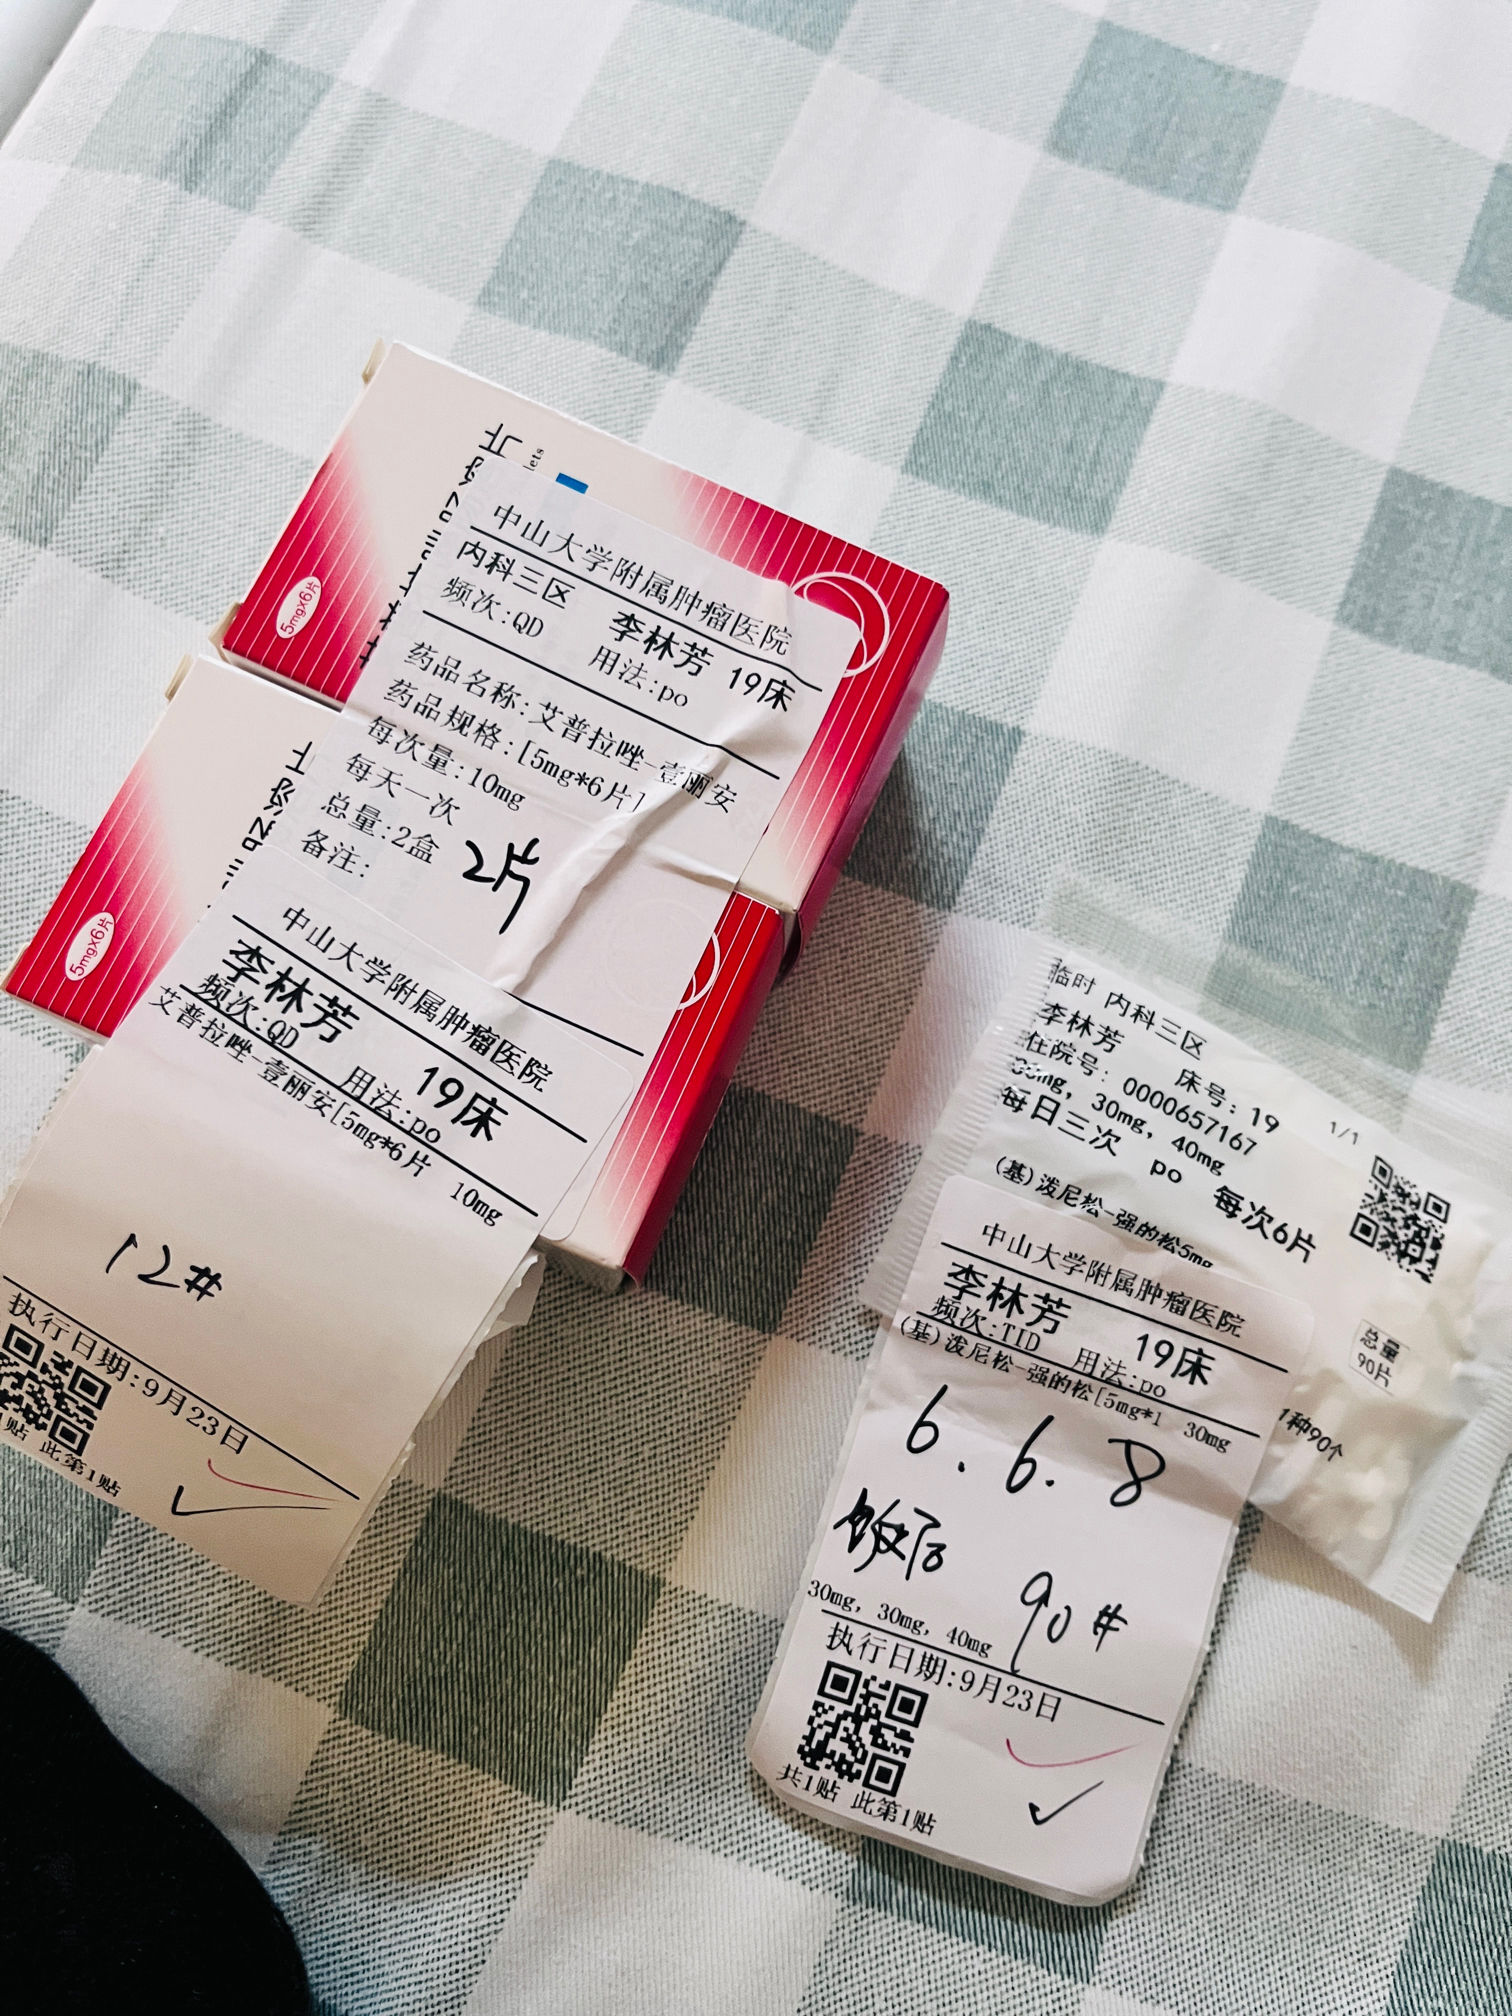 5mg×6片
中山大学附属肿瘤医院
内科三区 李林芳 19床
频次:QD 用法:po
药品名称:艾普拉唑-壹丽安
药品规格:[5mg*6片]
每次量:10mg
每天一次
总量:2盒 2片
备注:
5mg×6片
中山大学附属肿瘤医院
李林芳 19床
频次:QD 用法:po
艾普拉唑-壹丽安[5mg*6片 10mg
12#
执行日期:9月23日
1贴 此第1贴
临时 内科三区
李林芳 床号: 19 1/1
住院号: 0000657167
30mg, 30mg, 40mg
每日三次 po 每次6片
(基)泼尼松-强的松5mg
总量
90片
1种90个
中山大学附属肿瘤医院
李林芳 19床
频次:TID 用法:po
(基)泼尼松-强的松[5mg*1 30mg
6.6.8
饭后 90#
30mg, 30mg, 40mg
执行日期:9月23日
共1贴 此第1贴